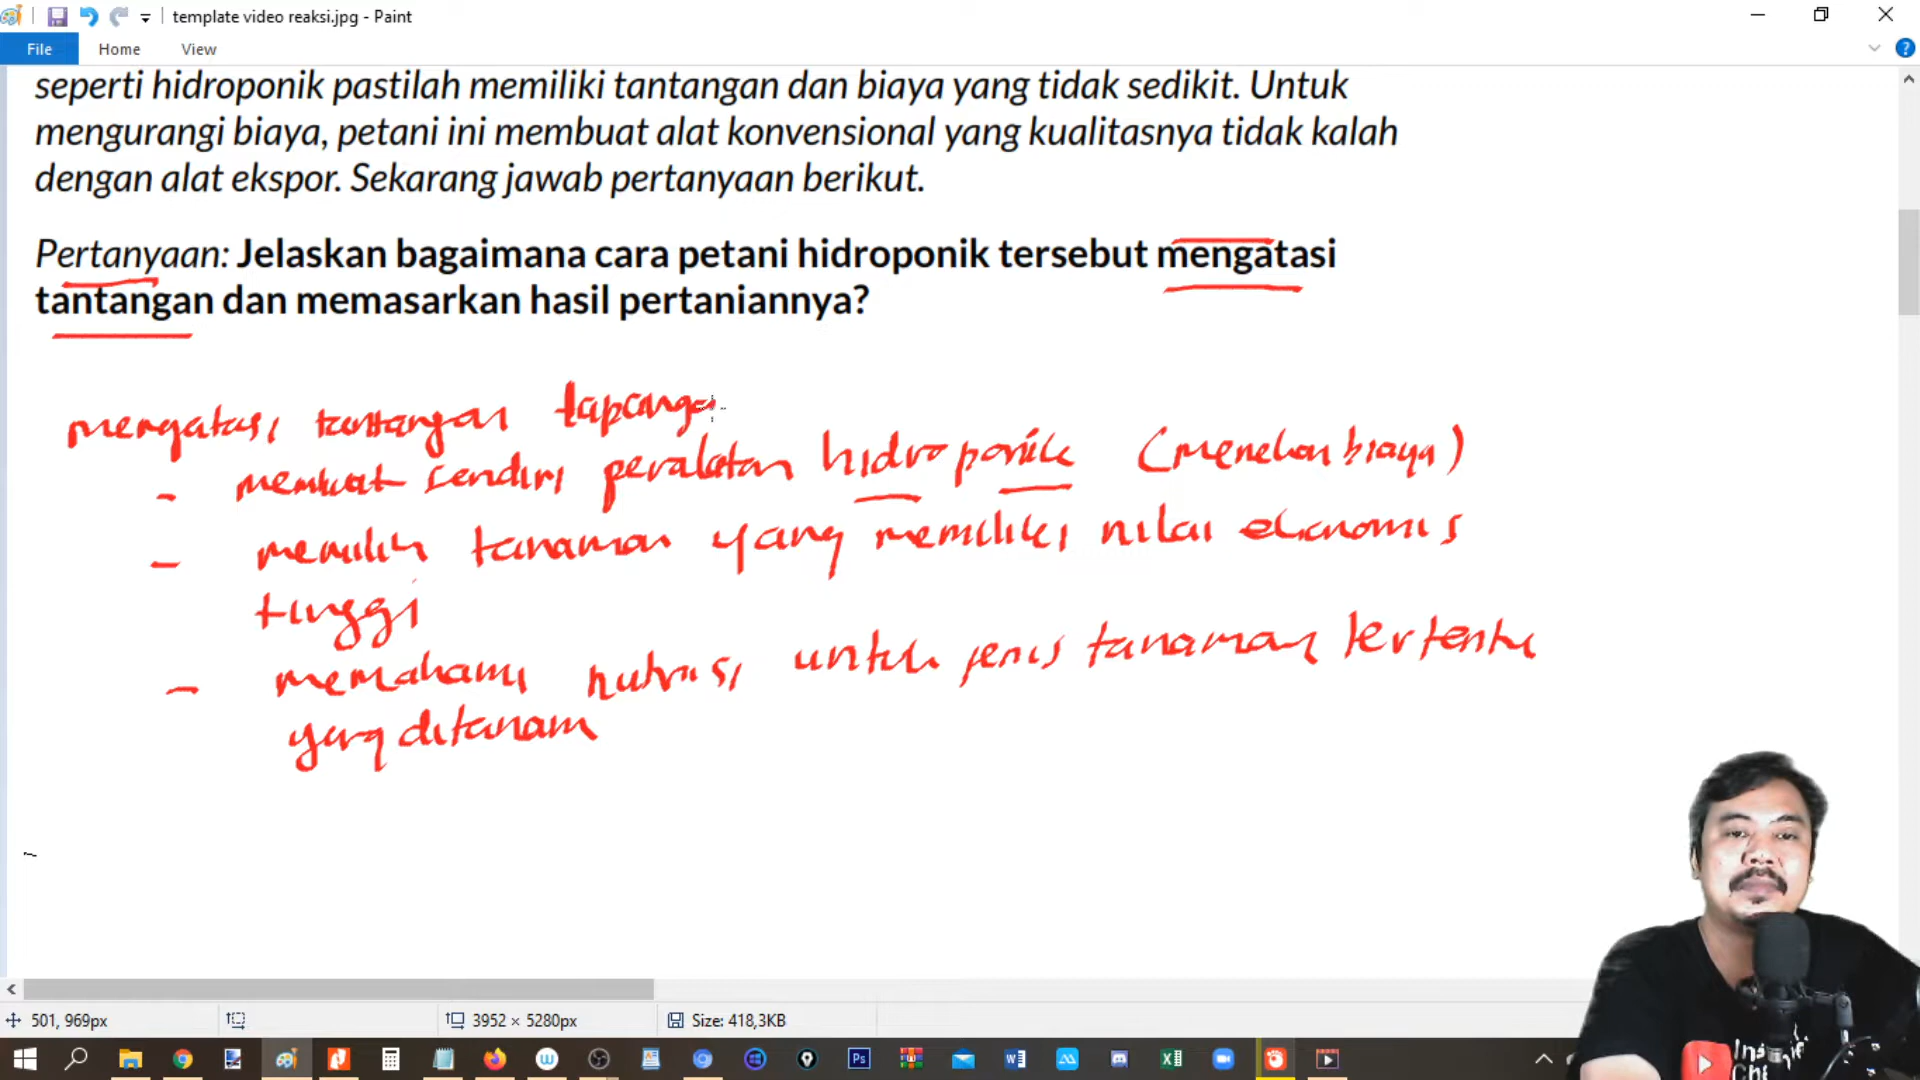 template video reaksi.jpg - Paint
File Home View
seperti hidroponik pastilah memiliki tantangan dan biaya yang tidak sedikit. Untuk
mengurangi biaya, petani ini membuat alat konvensional yang kualitasnya tidak kalah
dengan alat ekspor. Sekarang jawab pertanyaan berikut.
Pertanyaan: Jelaskan bagaimana cara petani hidroponik tersebut mengatasi
tantangan dan memasarkan hasil pertaniannya?
mengatasi tantangan lapanga
- membuat sendiri peralatan hidroponik (menekan biaya)
- memilih tanaman yang memiliki nilai ekonomis
tinggi
- memahami nutrisi untuk jenis tanaman tertentu
yang ditanam
501, 969px
3952 × 5280px
Size: 418,3KB